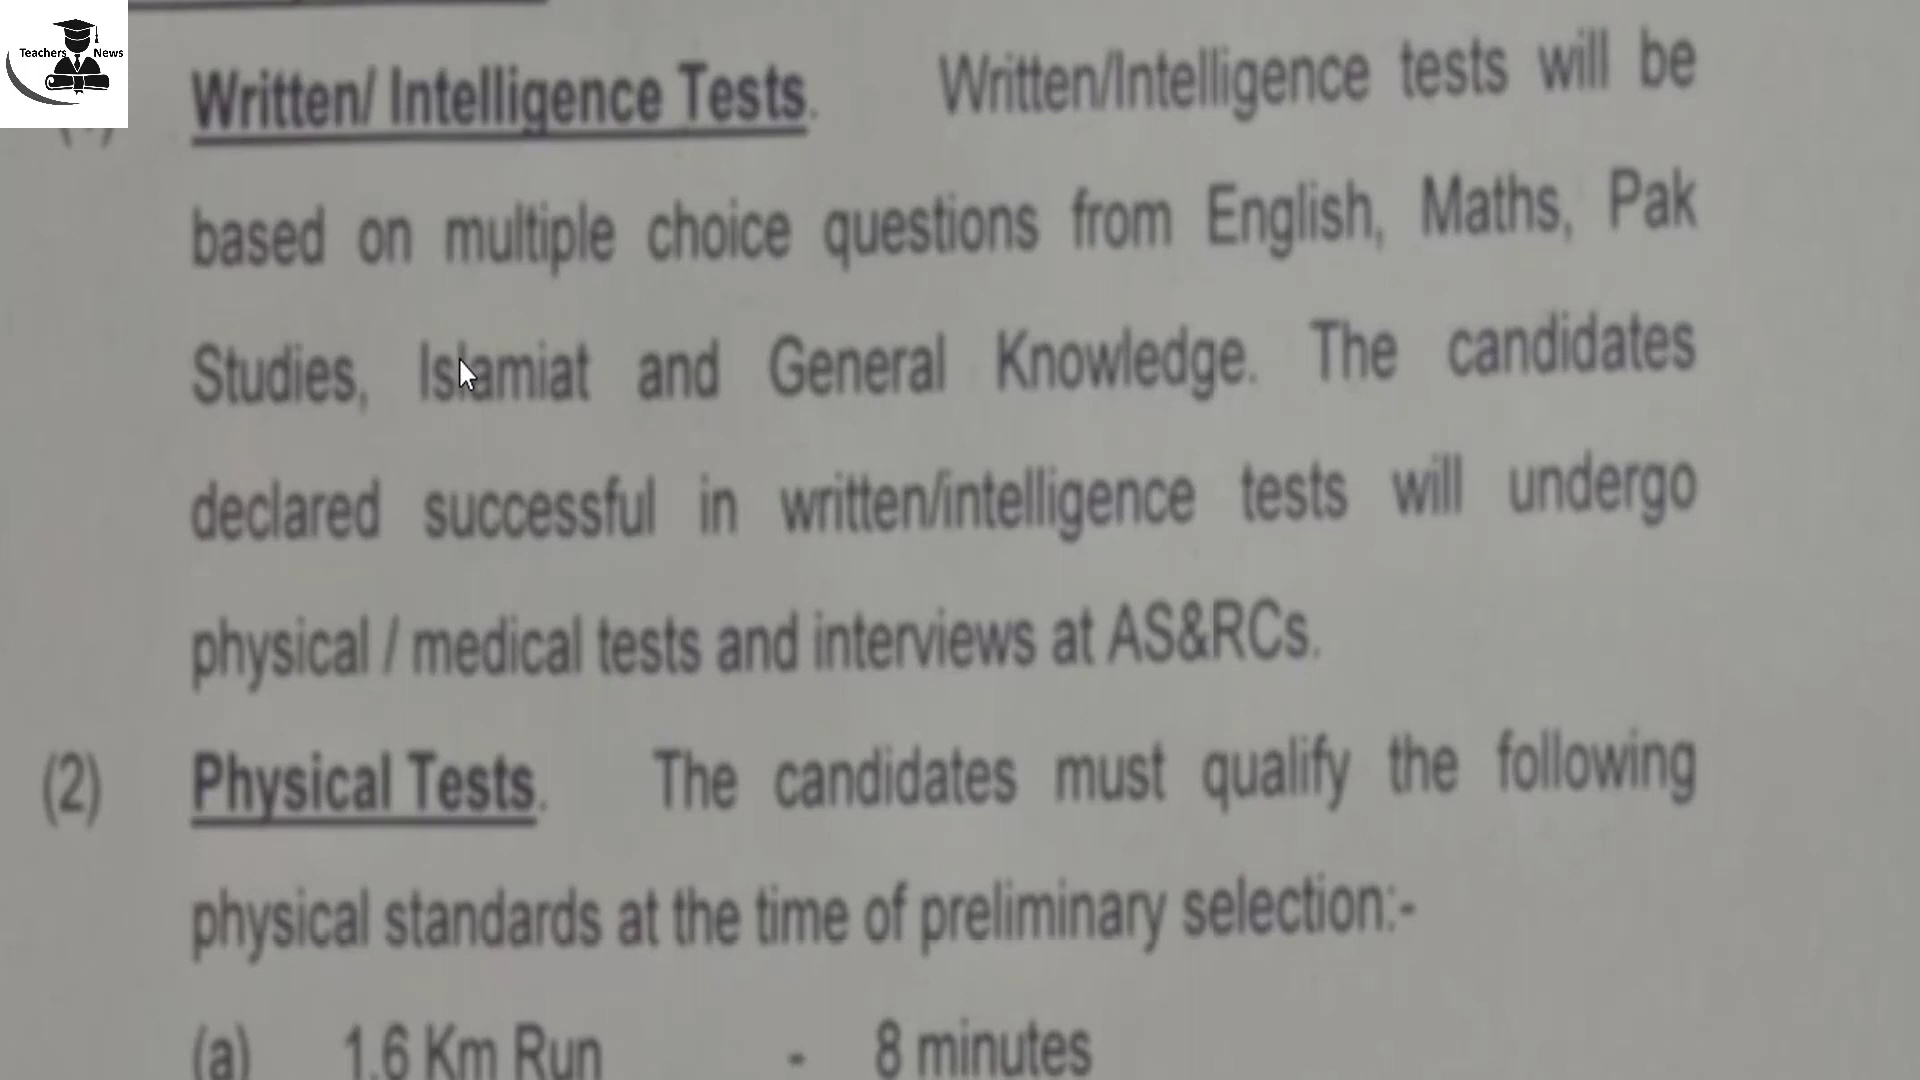 Teachers News
Written/ Intelligence Tests. Written/Intelligence tests will be
based on multiple choice questions from English, Maths, Pak
Studies, Islamiat and General Knowledge. The candidates
declared successful in written/intelligence tests will undergo
physical / medical tests and interviews at AS&RCs.
(2) Physical Tests. The candidates must qualify the following
physical standards at the time of preliminary selection:-
(a) 1.6 Km Run - 8 minutes